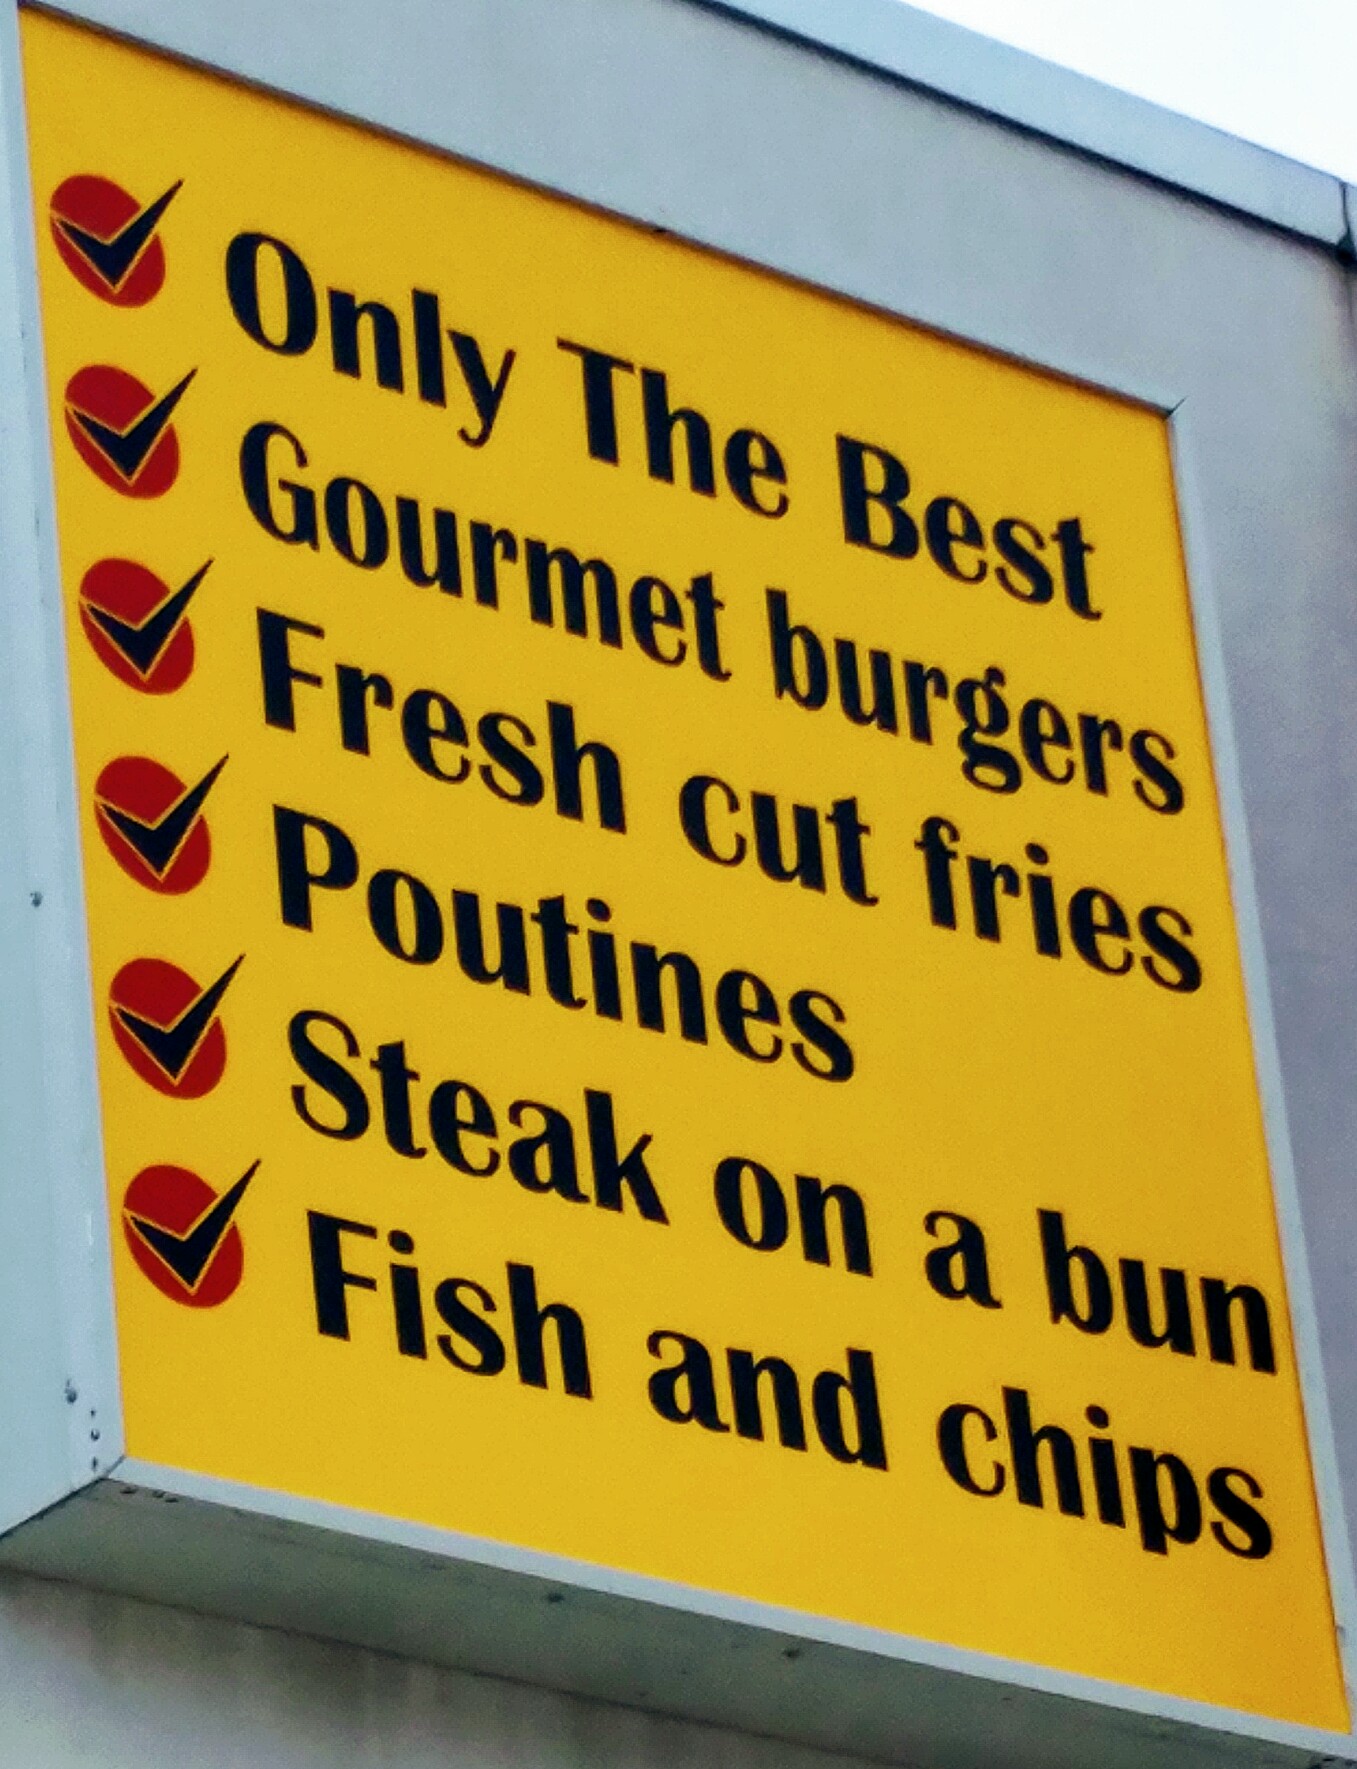 Only The Best
Gourmet burgers
Fresh cut fries
Poutines
Steak on a bun
Fish and chips